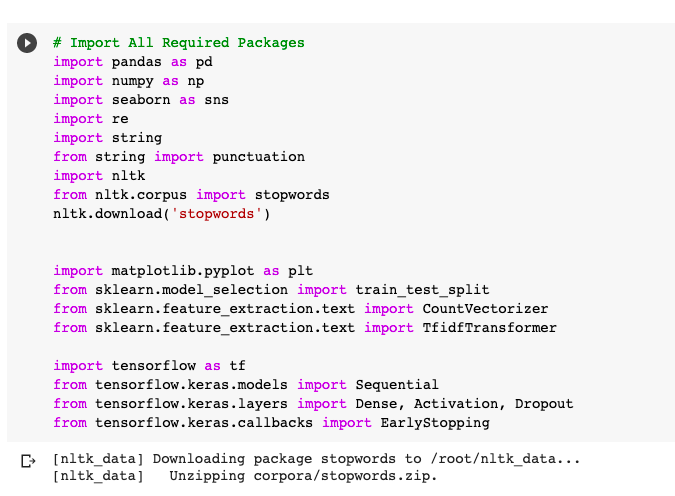 # Import All Required Packages
import pandas as pd
import numpy as np
import seaborn as sns
import re
import string
from string import punctuation
import nltk
from nltk.corpus import stopwords
nltk.download('stopwords')
import matplotlib.pyplot as plt
from sklearn.model_selection import train_test_split
from sklearn.feature_extraction.text import CountVectorizer
from sklearn.feature_extraction.text import TfidfTransformer
import tensorflow as tf
from tensorflow.keras.models import Sequential
from tensorflow.keras.layers import Dense, Activation, Dropout
from tensorflow.keras.callbacks import EarlyStopping
[nltk_data] Downloading package stopwords to /root/nltk_data...
[nltk_data]   Unzipping corpora/stopwords.zip.